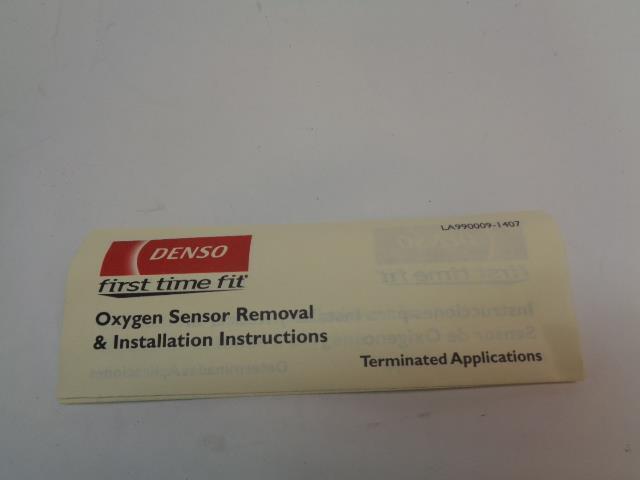 LA990009-1407
DENSO
first time fit®
Oxygen Sensor Removal
& Installation Instructions
Terminated Applications